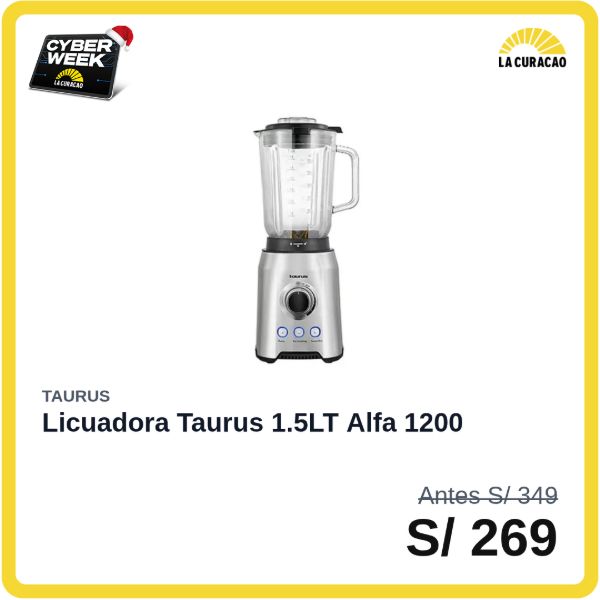 CYBER
WEEK
LA CURACAO
LA CURACAO
taurus
TAURUS
Licuadora Taurus 1.5LT Alfa 1200
Antes S/ 349
S/ 269